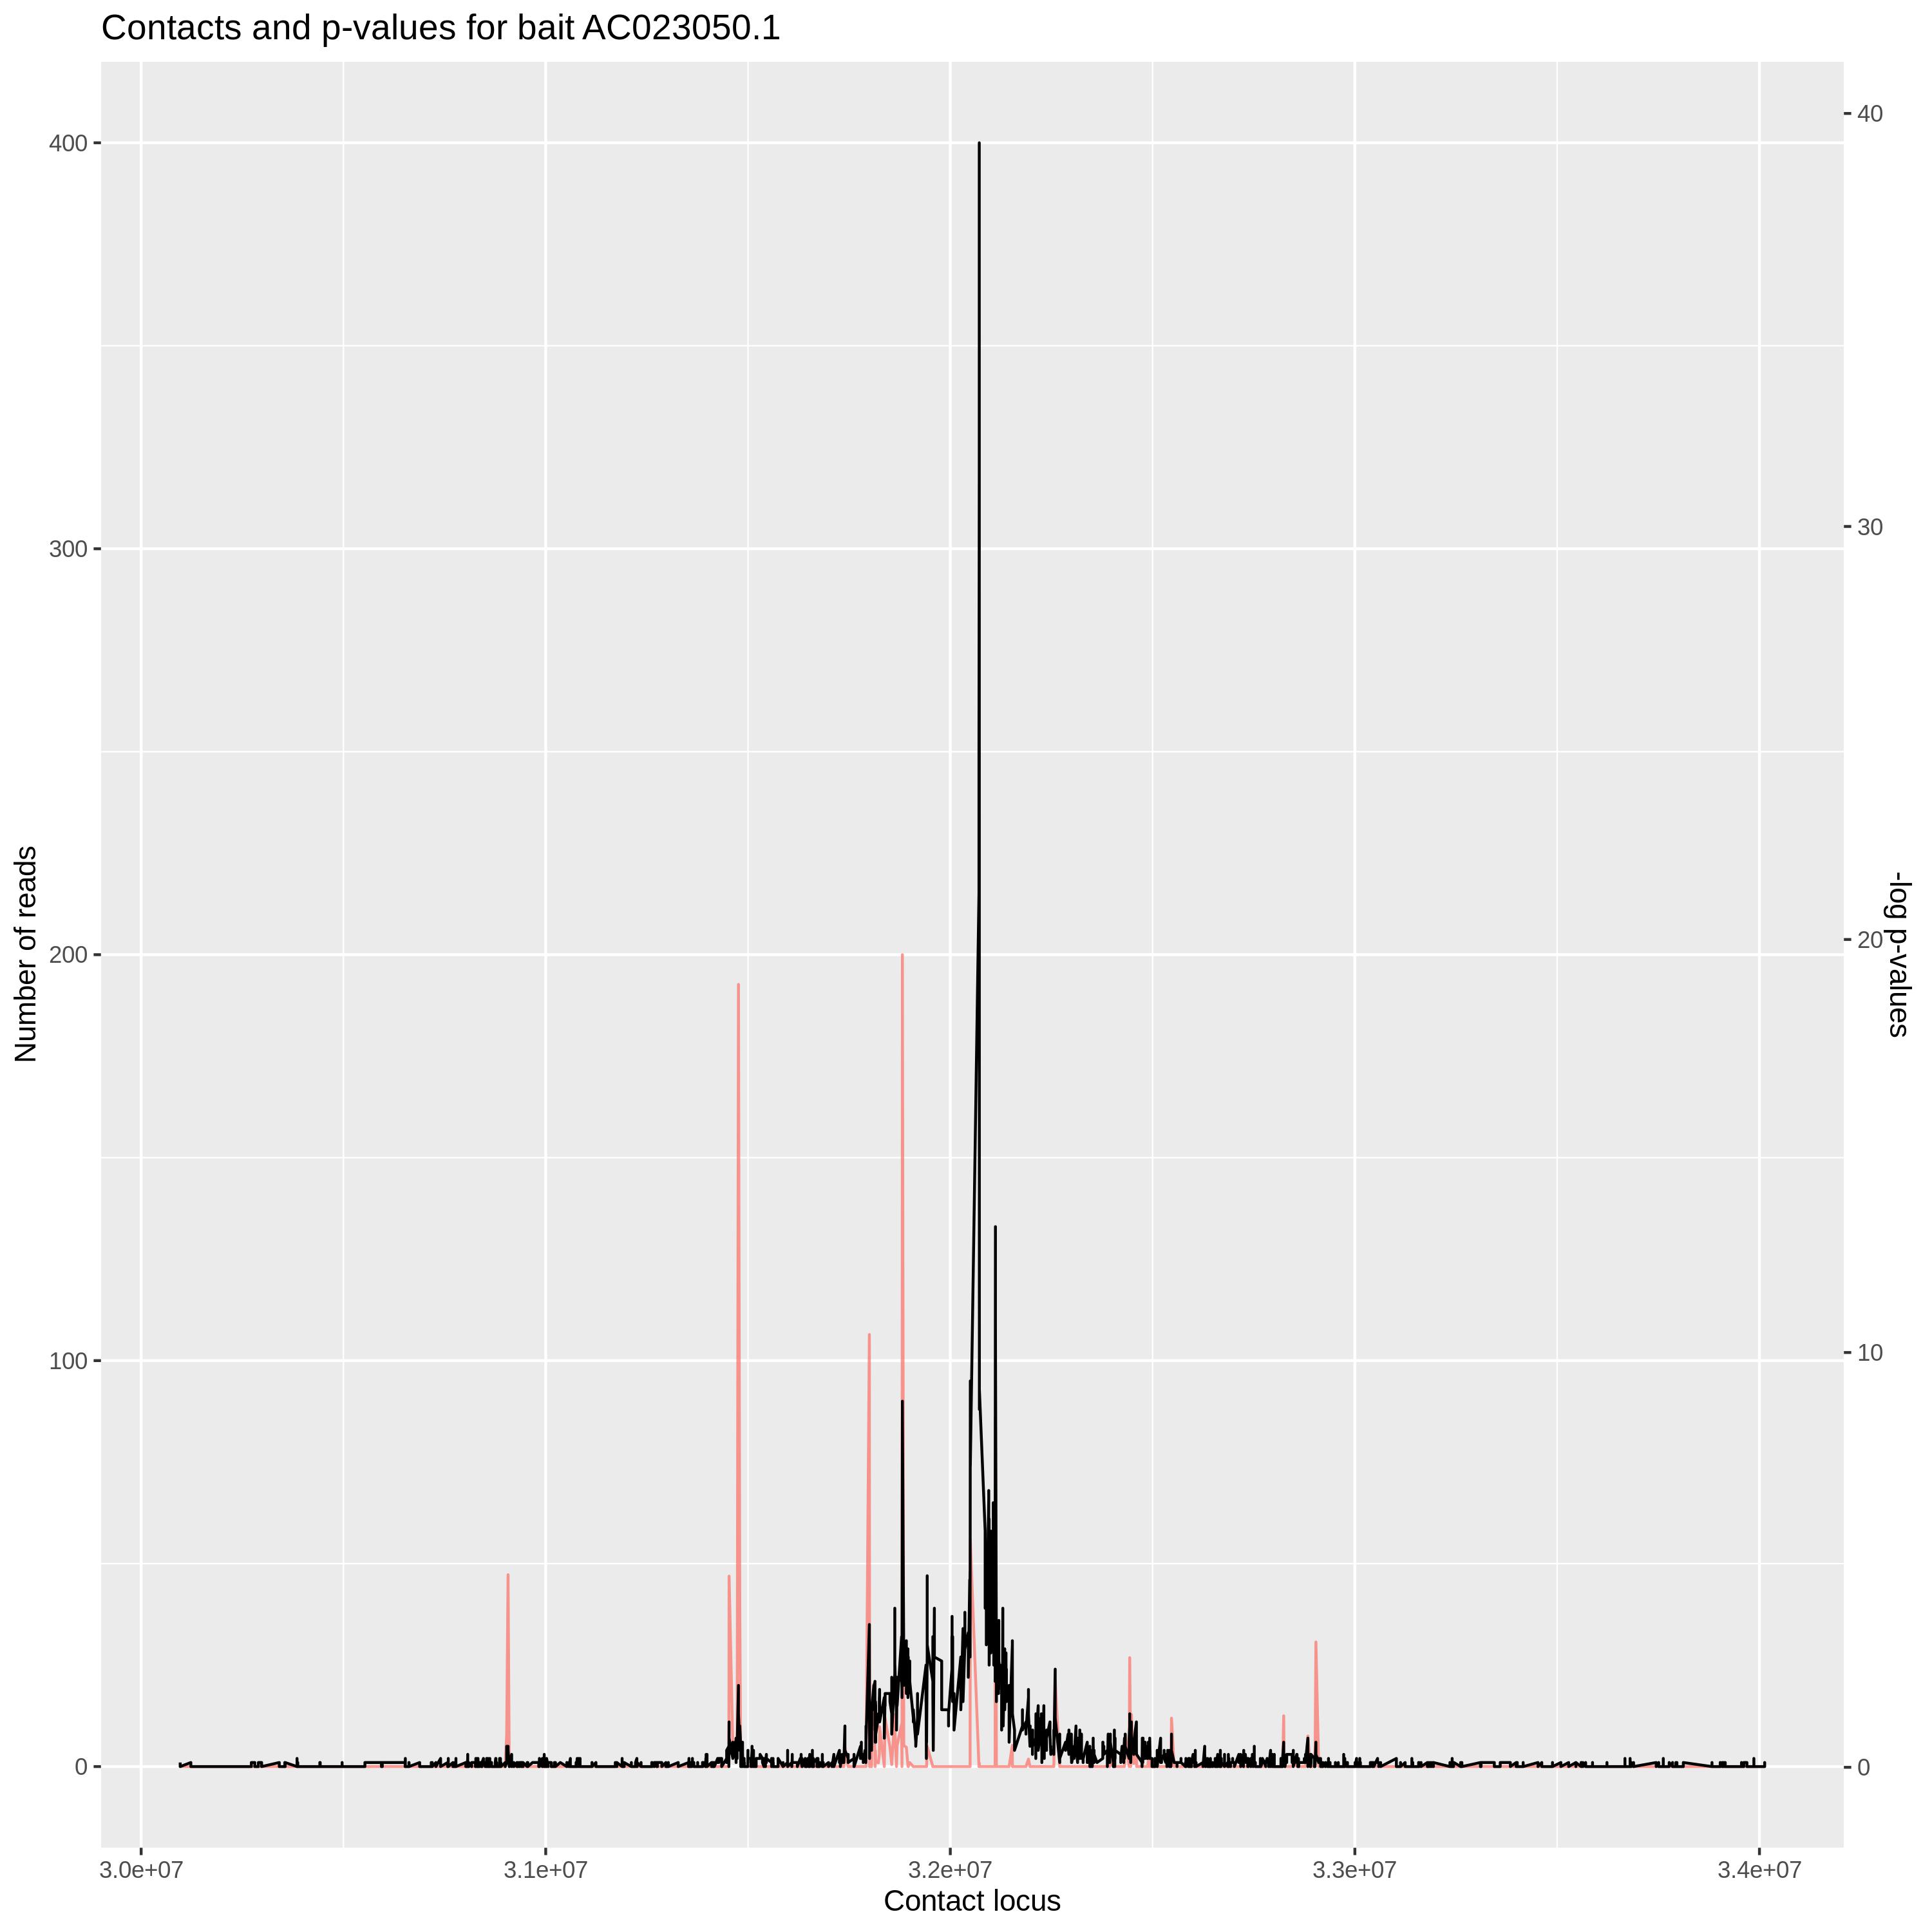 Contacts and p-values for bait AC023050.1
400
300
200
100
0
Number of reads
40
30
20
10
0
-log p-values
3.0e+07
3.1e+07
3.2e+07
3.3e+07
3.4e+07
Contact locus